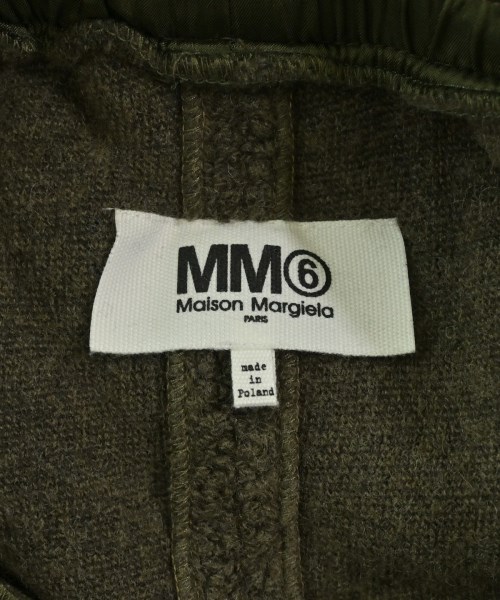 MM⑥
Maison Margiela
PARIS
made
in
Poland